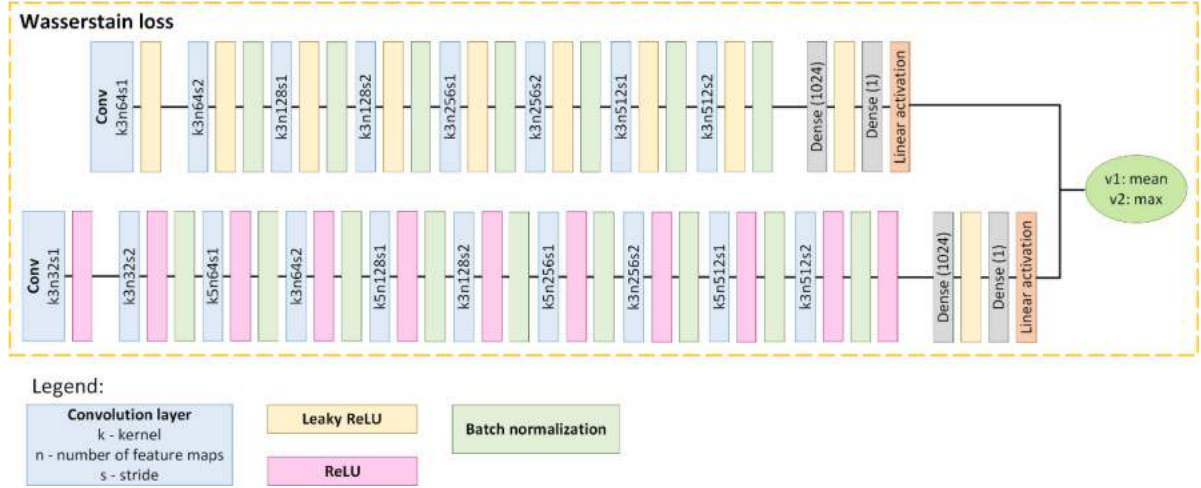 Wasserstain loss
Conv
k3n64s1
k3n64s2
k3n128s1
k3n128s2
k3n256s1
k3n256s2
k3n512s1
k3n512s2
Dense (1024)
Dense (1)
Linear activation
v1: mean
v2: max
Conv
k3n32s1
k3n32s2
k5n64s1
k3n64s2
k5n128s1
k3n128s2
k5n256s1
k3n256s2
k5n512s1
k3n512s2
Dense (1024)
Dense (1)
Linear activation
Legend:
Convolution layer
k - kernel
n - number of feature maps
s - stride
Leaky ReLU
ReLU
Batch normalization